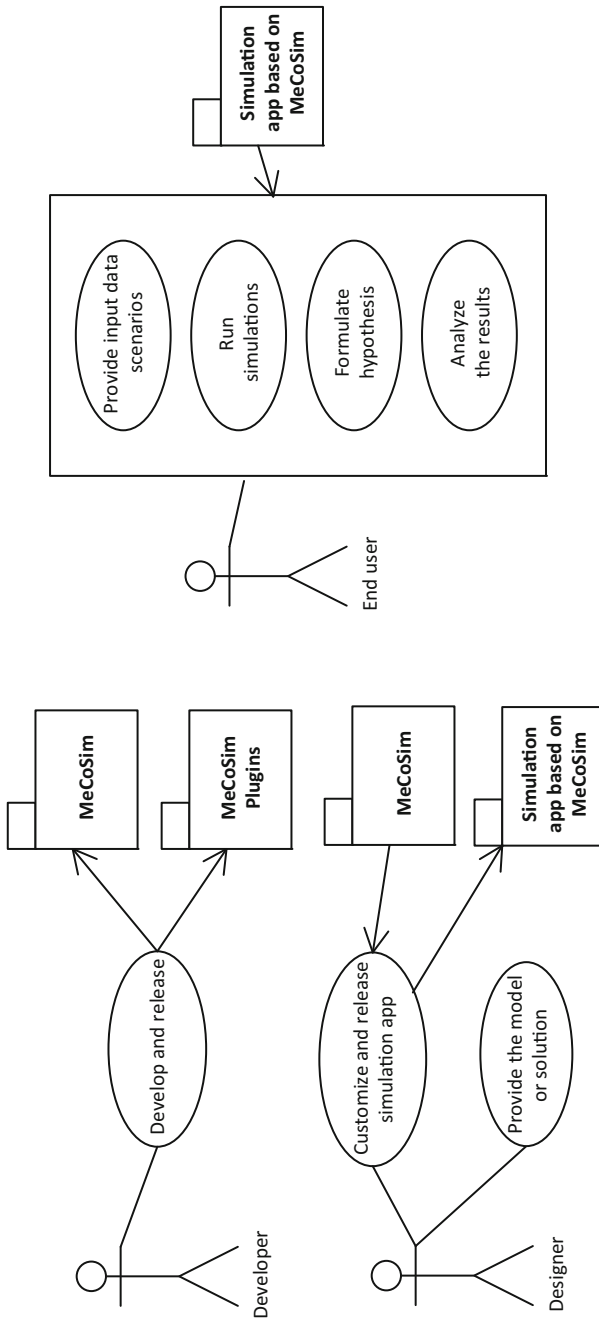 Developer
Develop and release
MeCoSim
MeCoSim
Plugins
Designer
Customize and release
simulation app
Provide the model
or solution
MeCoSim
Simulation
app based on
MeCoSim
End user
Provide input data
scenarios
Run
simulations
Formulate
hypothesis
Analyze
the results
Simulation
app based on
MeCoSim